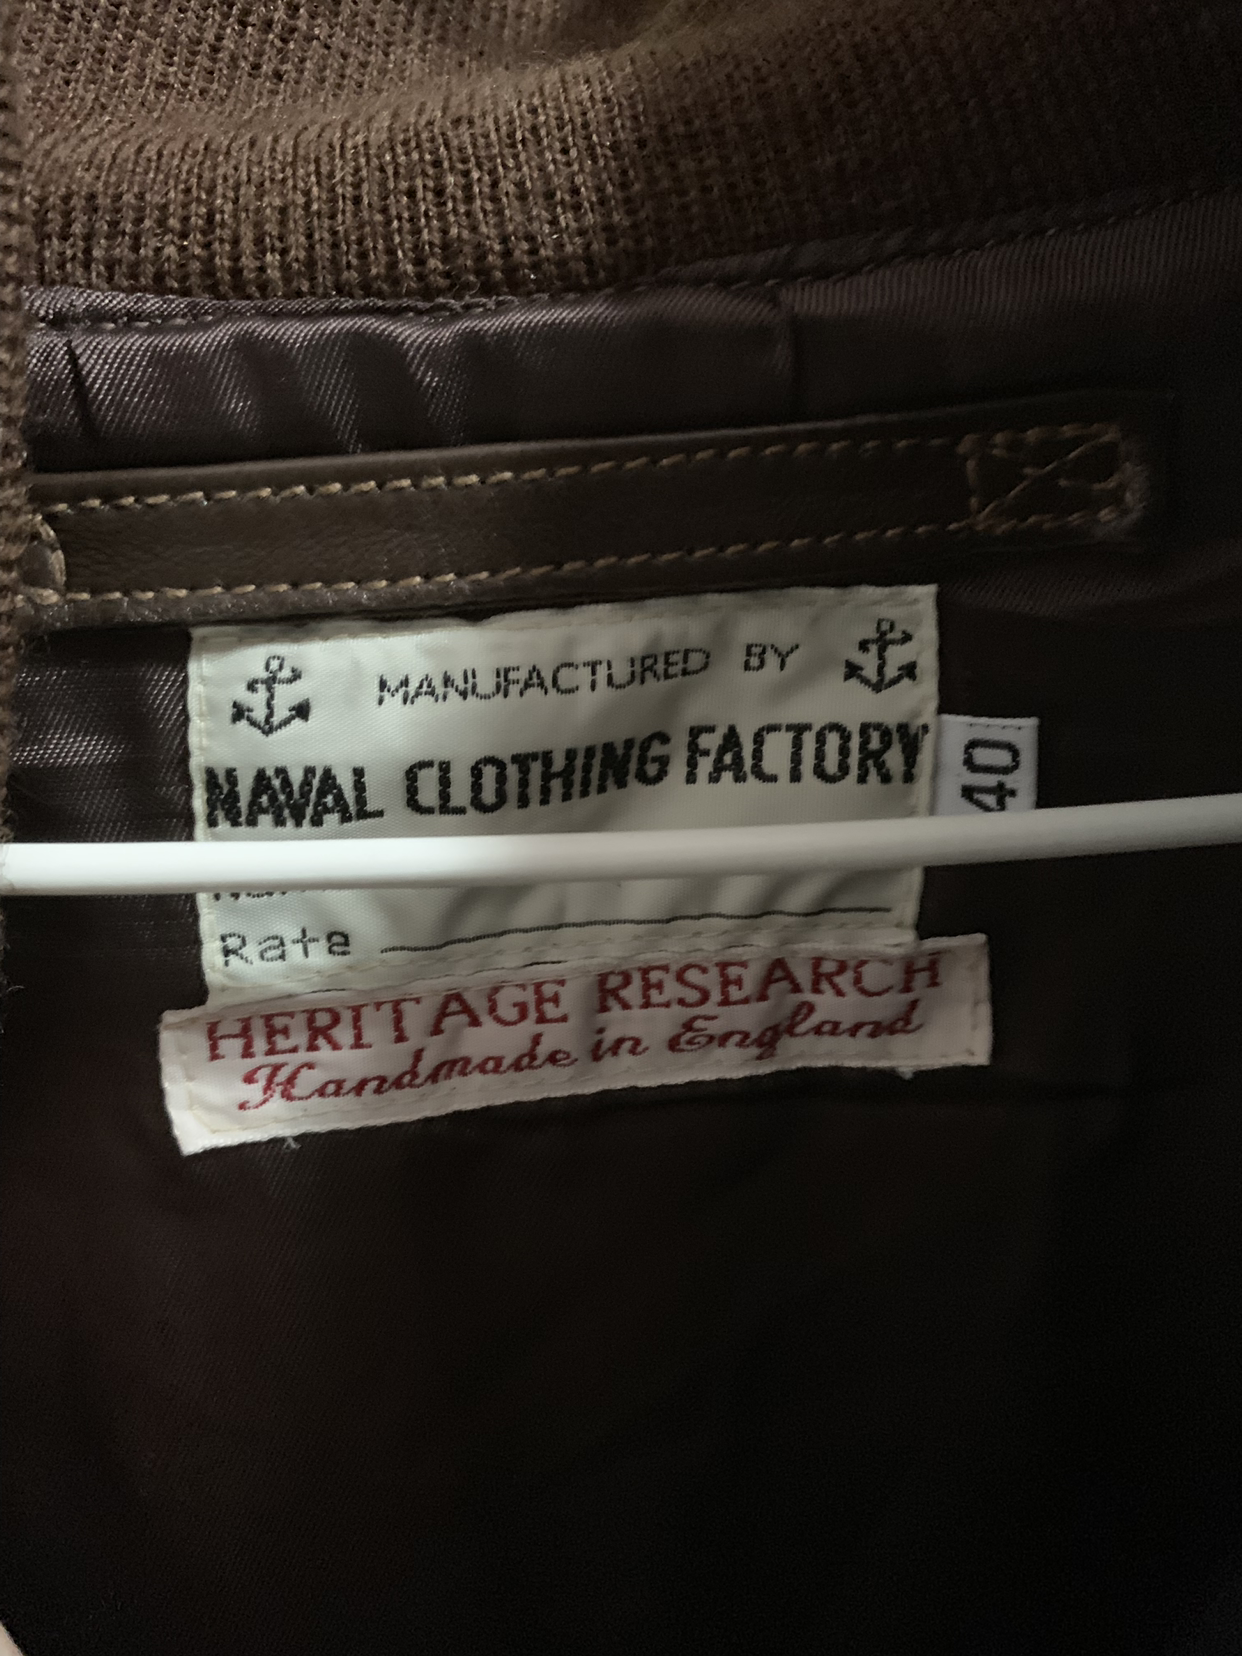 MANUFACTURED BY
NAVAL CLOTHING FACTORY
40
Rate
HERITAGE RESEARCH
Handmade in England